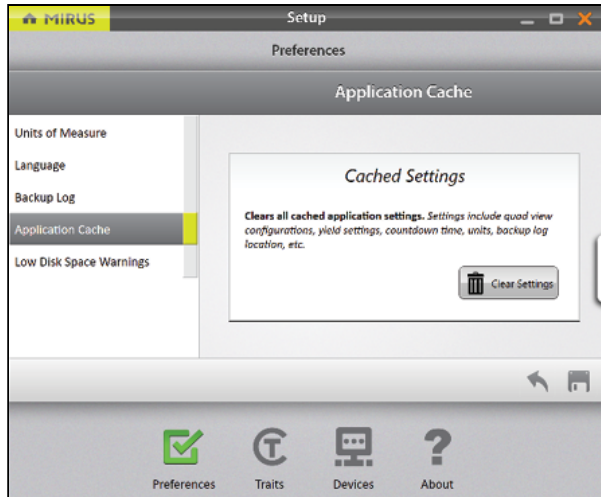 MIRUS
Setup
Preferences
Application Cache
Units of Measure
Language
Backup Log
Application Cache
Low Disk Space Warnings
Cached Settings
Clears all cached application settings. Settings include quad view
configurations, yield settings, countdown time, units, backup log
location, etc.
Clear Settings
Preferences
Traits
Devices
About